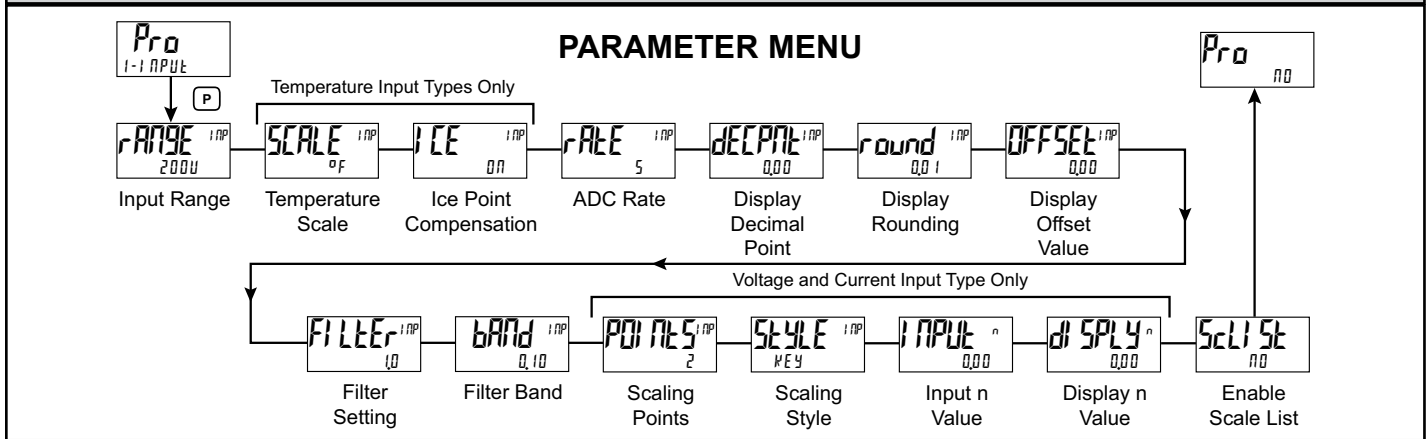 PARAMETER MENU
Pro
1-INPUt
P
Temperature Input Types Only
rANGE INP
200U
Input Range
SCALE INP
°F
Temperature
Scale
ICE INP
ON
Ice Point
Compensation
rAtE INP
5
ADC Rate
dECPNt INP
0.00
Display
Decimal
Point
round INP
0.01
Display
Rounding
OFFSEt INP
0.00
Display
Offset
Value
Pro
NO
Voltage and Current Input Type Only
FILtEr INP
1.0
Filter
Setting
bANd INP
0.10
Filter Band
POINtS INP
2
Scaling
Points
StYLE INP
KEY
Scaling
Style
INPUt n
0.00
Input n
Value
dISPLY n
0.00
Display n
Value
ScLISt
NO
Enable
Scale List